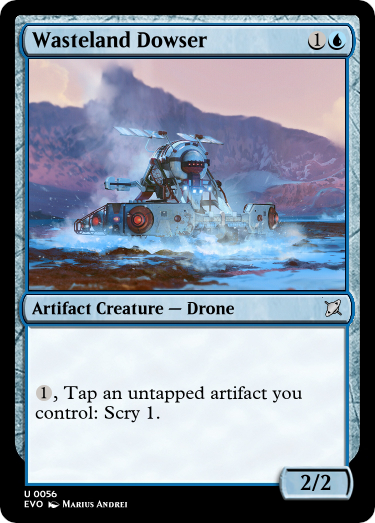 Wasteland Dowser 1
Artifact Creature — Drone
1, Tap an untapped artifact you
control: Scry 1.
2/2
U 0056
EVO Marius Andrei